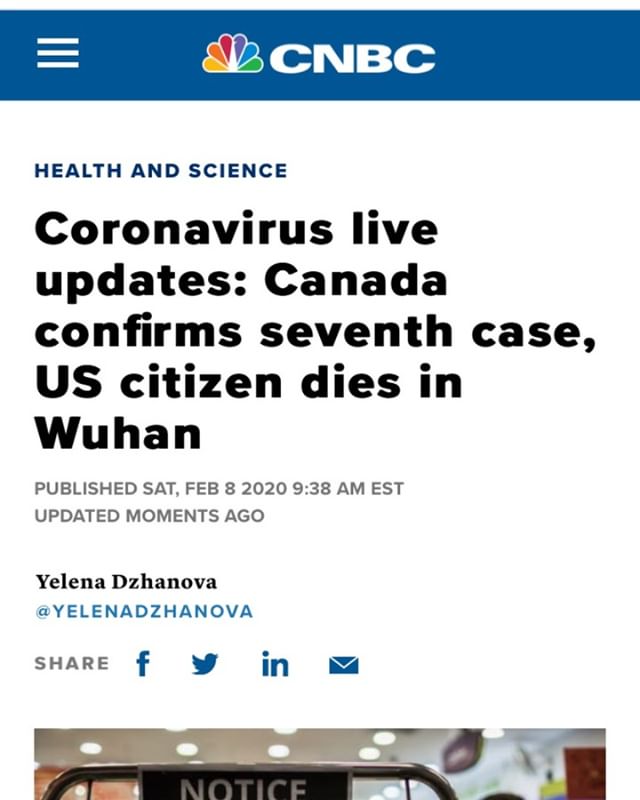 CNBC
HEALTH AND SCIENCE
Coronavirus live
updates: Canada
confirms seventh case,
US citizen dies in
Wuhan
PUBLISHED SAT, FEB 8 2020 9:38 AM EST
UPDATED MOMENTS AGO
Yelena Dzhanova
@YELENADZHANOVA
SHARE
NOTICE